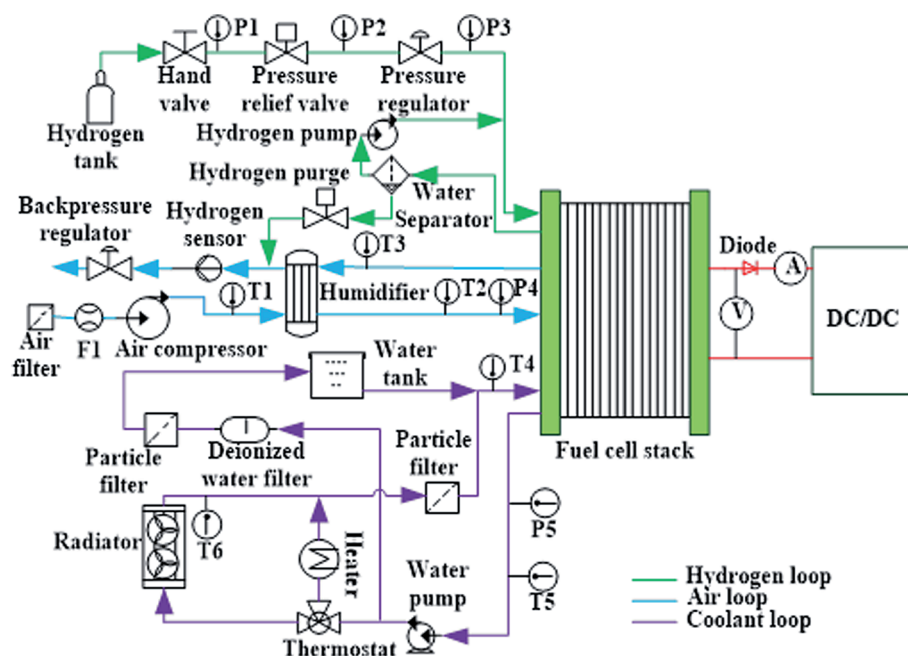 P1
P2
P3
Hand
valve
Pressure
relief valve
Pressure
regulator
Hydrogen
tank
Hydrogen pump
Hydrogen purge
Water
Separator
Backpressure
regulator
Hydrogen
sensor
T3
Diode
A
T1
Humidifier
T2
P4
V
DC/DC
Air
filter
F1
Air compressor
Water
tank
T4
Particle
filter
Deionized
water filter
Particle
filter
Fuel cell stack
Radiator
T6
Heater
P5
Water
pump
T5
Thermostat
Hydrogen loop
Air loop
Coolant loop